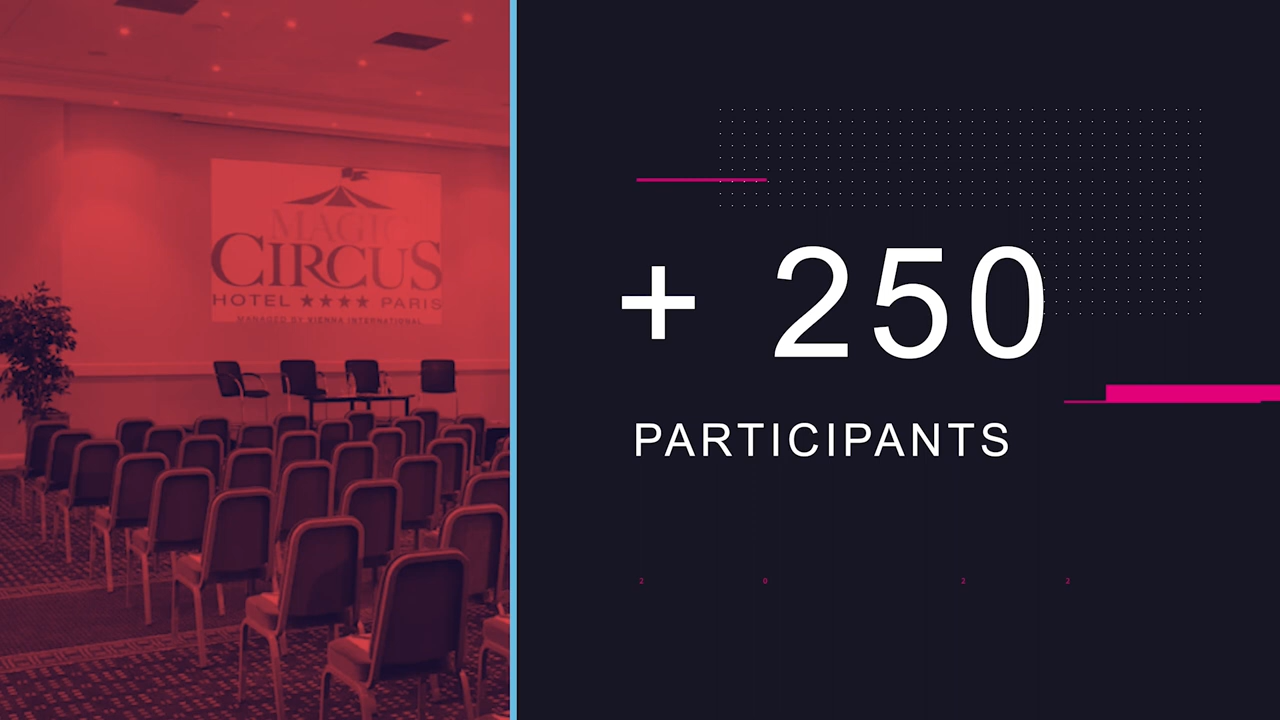 MAGIC
CIRCUS
HOTEL ★★★★ PARIS
MANAGED BY VIENNA INTERNATIONAL
+ 250
PARTICIPANTS
2 0 2 2